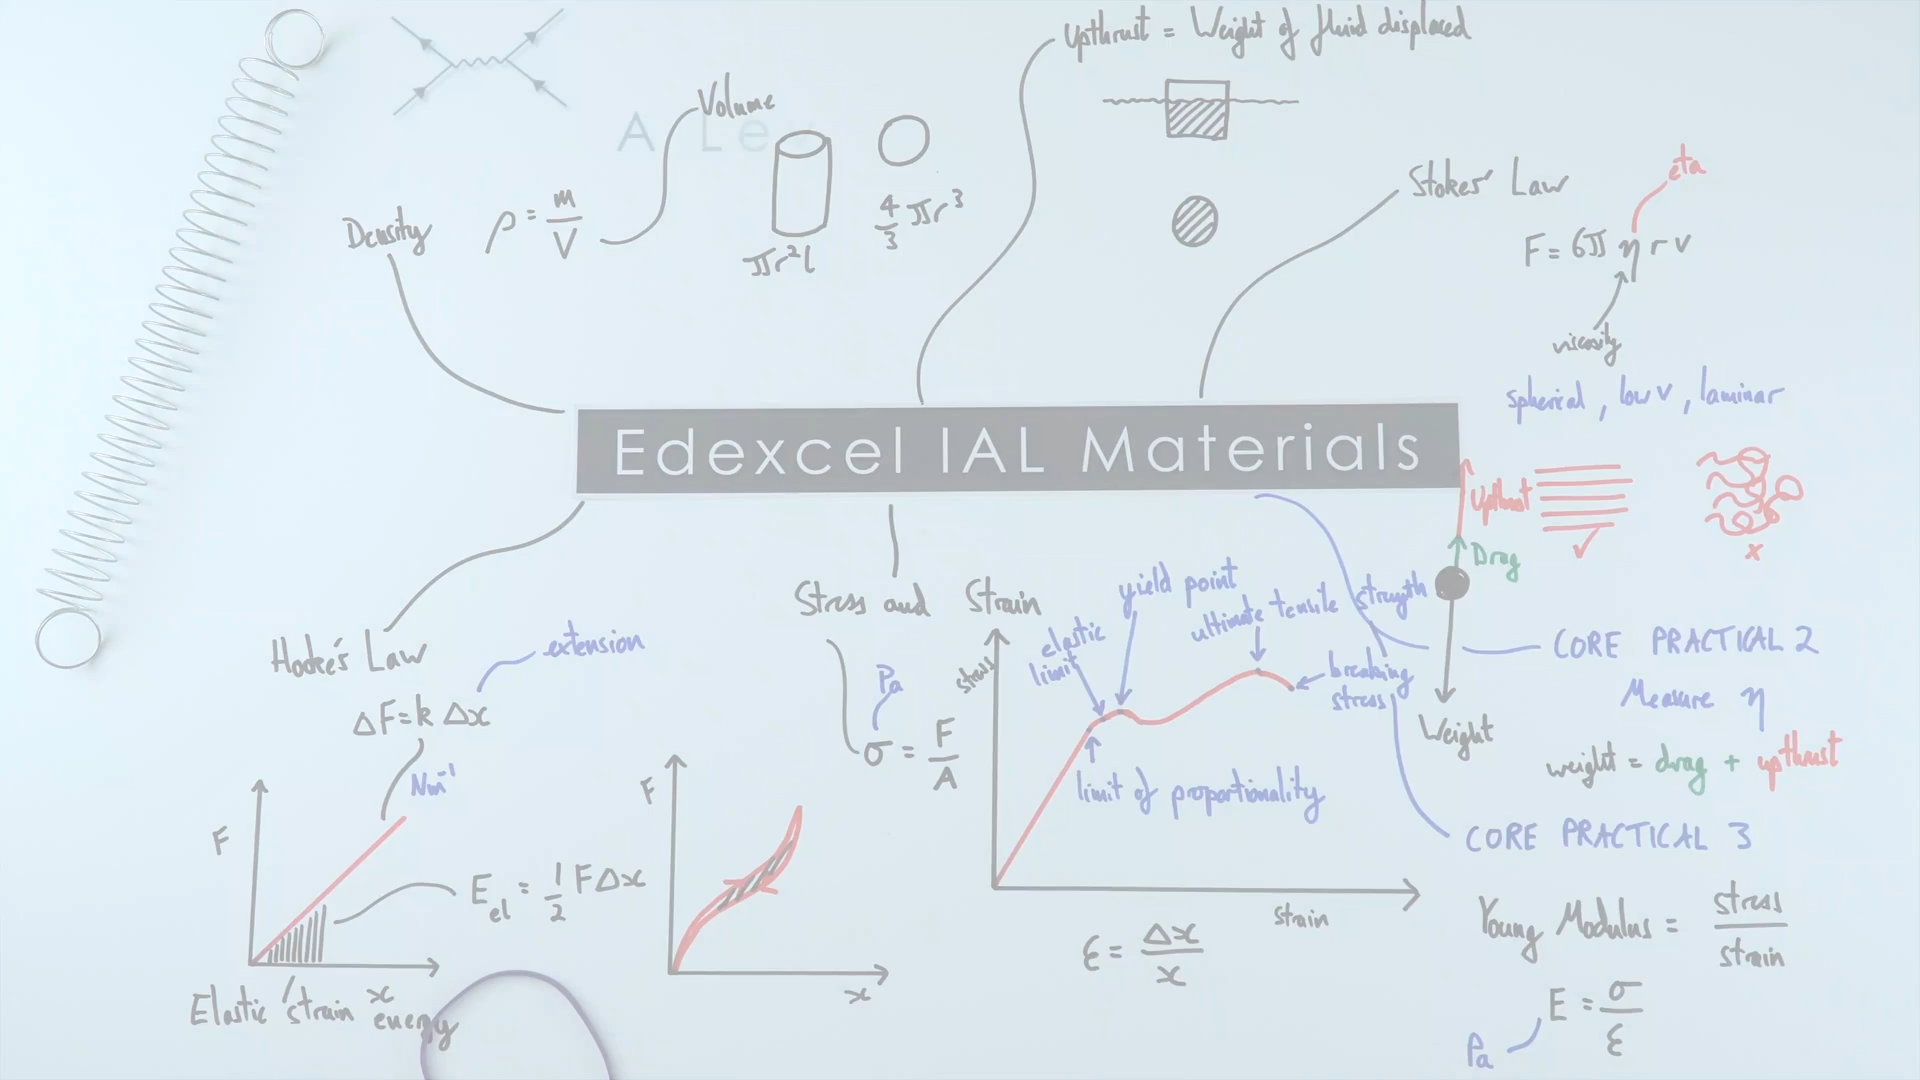 Upthrust = Weight of fluid displaced
Volume
A Le
Density ρ = m/V
πr²l
4/3 πr³
Stokes' Law
eta
F = 6π η r v
viscosity
spherial, low v, laminar
Edexcel IAL Materials
Upthrust
Drag
Weight
Hooke's Law
extension
ΔF = k Δx
Nm⁻¹
F
x
E_el = 1/2 FΔx
Elastic strain energy
F
x
Stress and Strain
Pa
σ = F/A
stress
strain
elastic limit
yield point
ultimate tensile strength
breaking stress
limit of proportionality
ε = Δx/x
CORE PRACTICAL 2
Measure η
weight = drag + upthrust
CORE PRACTICAL 3
Young Modulus = stress/strain
E = σ/ε
Pa